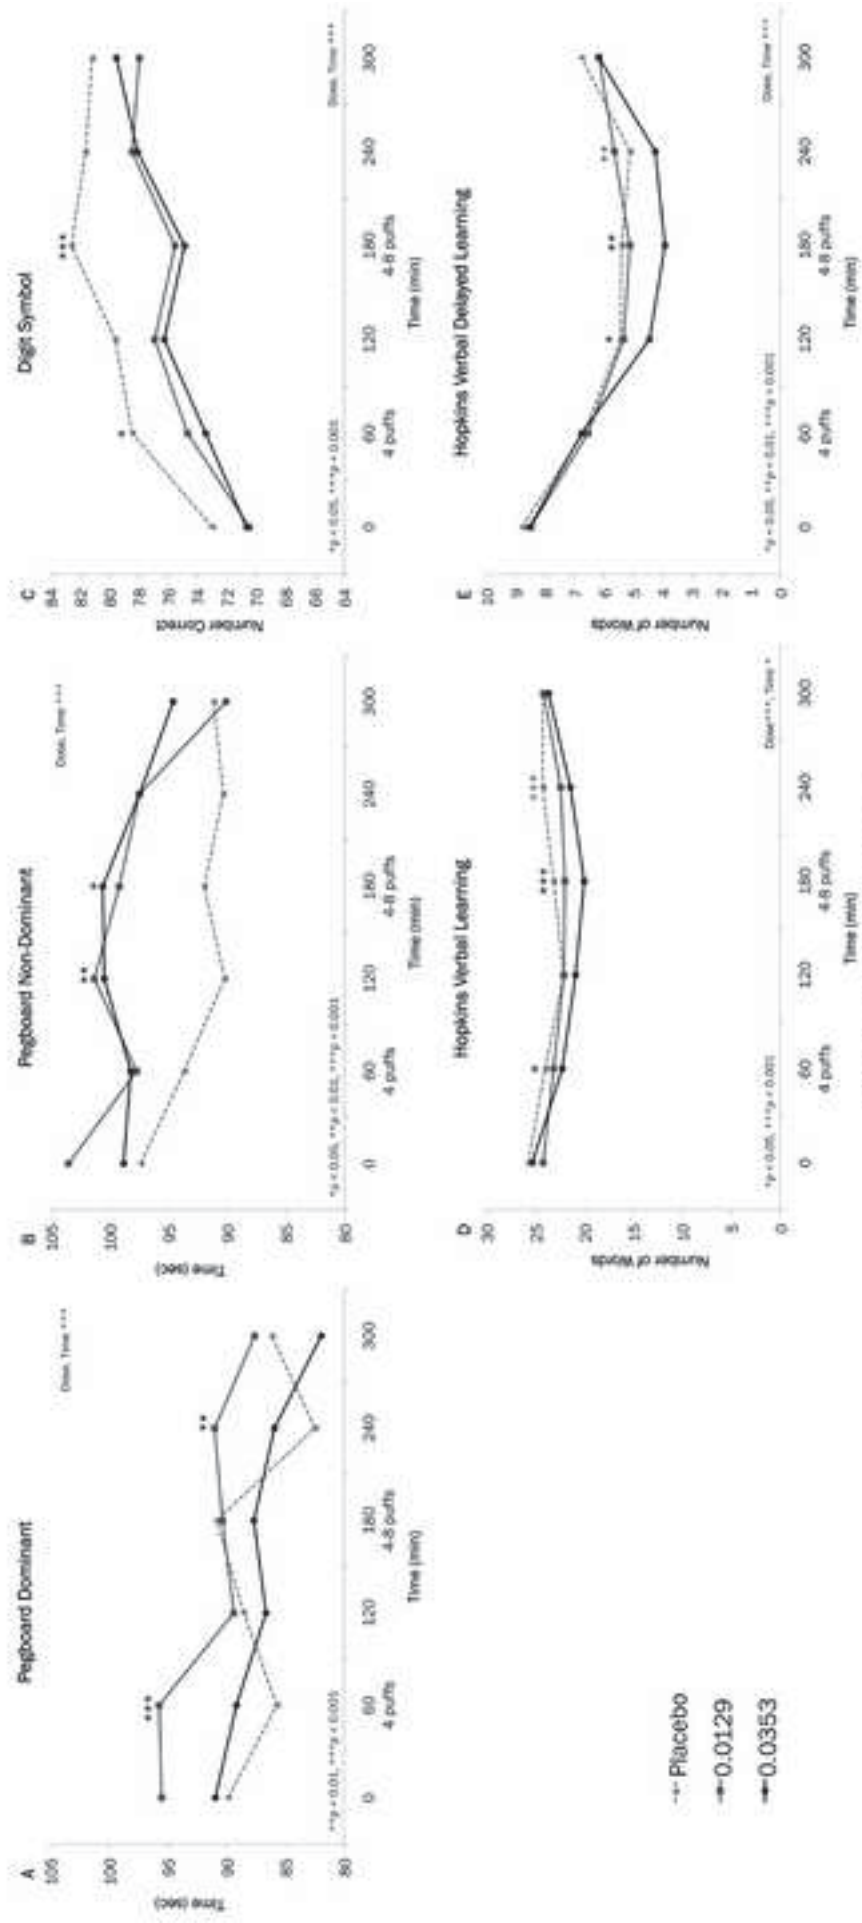 A
Pegboard Dominant
Dose, Time ***
Time (sec)
105
100
95
90
85
80
**p < 0.01, ***p < 0.001
0
60
120
180
240
300
4 puffs
4-8 puffs
Time (min)
B
Pegboard Non-Dominant
Dose, Time ***
Time (sec)
105
100
95
90
85
80
*p < 0.05, **p < 0.01, ***p < 0.001
0
60
120
180
240
300
4 puffs
4-8 puffs
Time (min)
C
Digit Symbol
Number Correct
84
82
80
78
76
74
72
70
68
66
64
*p < 0.05, ***p < 0.001
Dose, Time ***
0
60
120
180
240
300
4 puffs
4-8 puffs
Time (min)
Placebo
0.0129
0.0353
D
Hopkins Verbal Learning
Number of Words
30
25
20
15
10
5
0
*p < 0.05, ***p < 0.001
Dose***, Time *
0
60
120
180
240
300
4 puffs
4-8 puffs
Time (min)
E
Hopkins Verbal Delayed Learning
Number of Words
10
9
8
7
6
5
4
3
2
1
0
*p < 0.05, **p < 0.01, ***p < 0.001
Dose, Time ***
0
60
120
180
240
300
4 puffs
4-8 puffs
Time (min)